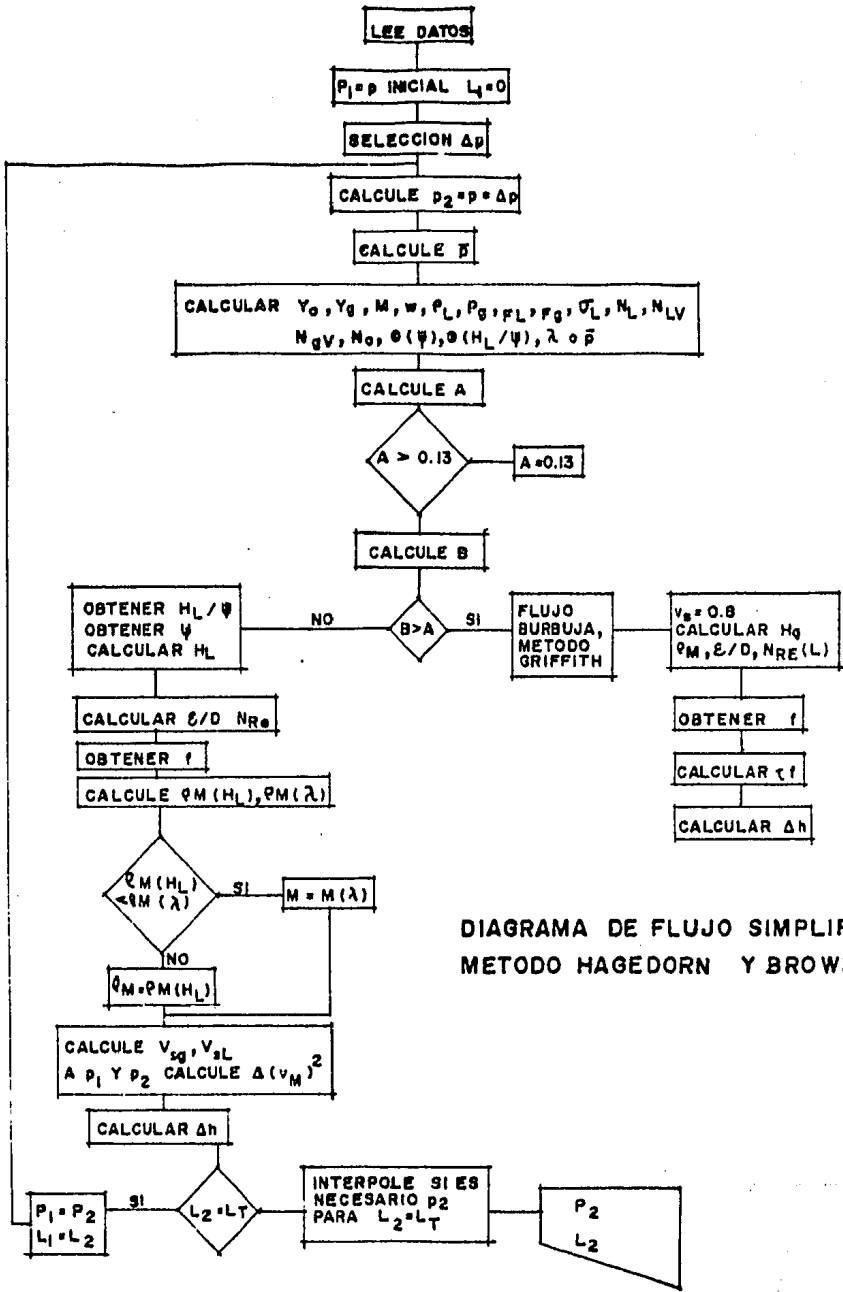 LEE DATOS
P₁=p INICIAL L₁=0
SELECCION Δp
CALCULE p₂=p=Δp
CALCULE p̄
CALCULAR Yo, Yg, M, w, ρL, ρg, FL, Fg, σL, NL, NLV
NgV, No, Θ(ψ), Θ(HL/ψ), λ o p̄
CALCULE A
A > 0.13
A=0.13
CALCULE B
B>A
NO
SI
OBTENER HL/ψ
OBTENER ψ
CALCULAR HL
FLUJO
BURBUJA,
METODO
GRIFFITH
vs=0.8
CALCULAR Hg
ρM, ε/D, NRE(L)
CALCULAR ε/D NRe
OBTENER f
CALCULE ρM(HL), ρM(λ)
OBTENER f
CALCULAR τf
CALCULAR Δh
ρM(HL)
<ρM(λ)
SI
M = M(λ)
NO
ρM=ρM(HL)
DIAGRAMA DE FLUJO SIMPLIF
METODO HAGEDORN Y BROWN
CALCULE Vsg, VsL
A p₁ Y p₂ CALCULE Δ(vM)²
CALCULAR Δh
L₂=LT
SI
P₁=P₂
L₁=L₂
INTERPOLE SI ES
NECESARIO p₂
PARA L₂=LT
P₂
L₂